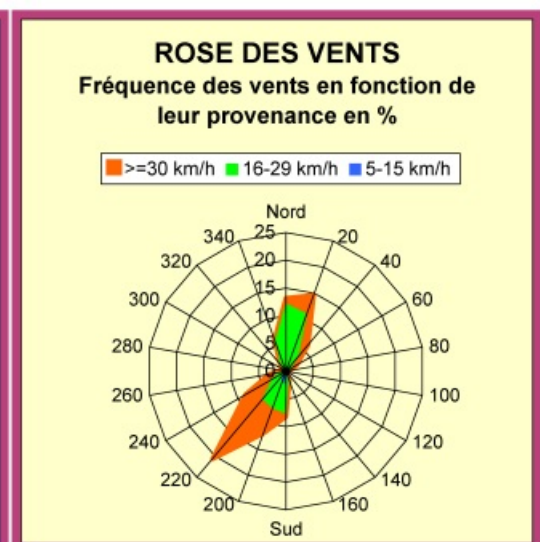 ROSE DES VENTS
Fréquence des vents en fonction de
leur provenance en %
>=30 km/h 16-29 km/h 5-15 km/h
Nord
340 25 20
320 20 40
15
300 10 60
5
280 0 80
260 100
240 120
220 140
200 160
Sud